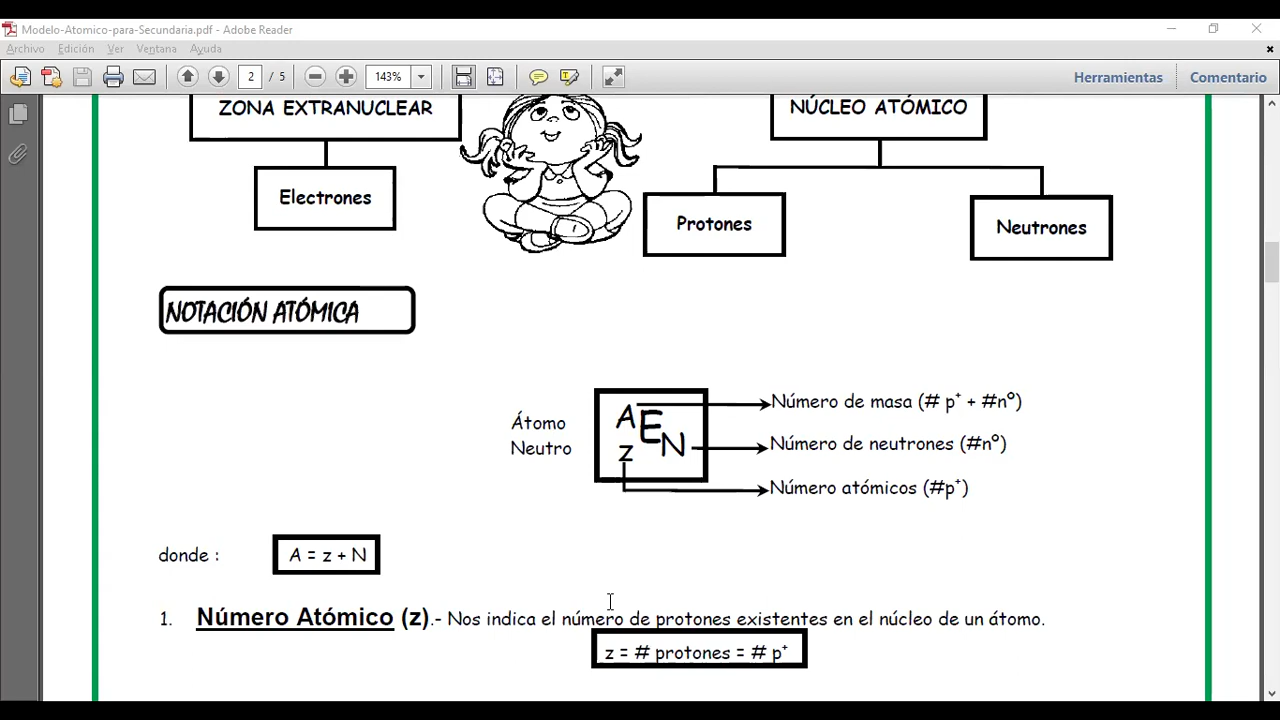 Modelo-Atomico-para-Secundaria.pdf - Adobe Reader
Archivo Edición Ver Ventana Ayuda
2 / 5 143% Herramientas Comentario
ZONA EXTRANUCLEAR
NÚCLEO ATÓMICO
Electrones
Protones
Neutrones
NOTACIÓN ATÓMICA
Átomo
Neutro
A E N z
Número de masa (# p⁺ + #nº)
Número de neutrones (#nº)
Número atómicos (#p⁺)
donde : A = z + N
1. Número Atómico (z).- Nos indica el número de protones existentes en el núcleo de un átomo.
z = # protones = # p⁺